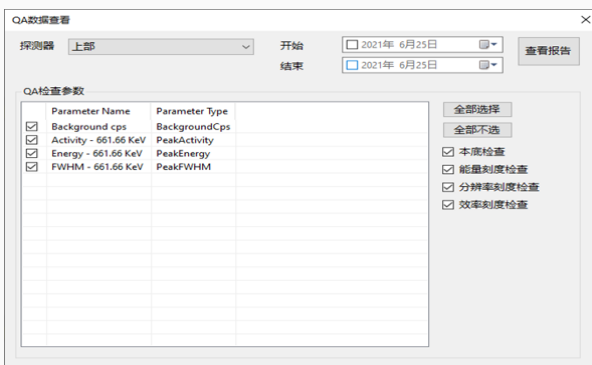 QA数据查看
探测器 上部 开始 2021年 6月25日 查看报告
结束 2021年 6月25日
QA检查参数
Parameter Name Parameter Type 全部选择
Background cps BackgroundCps 全部不选
Activity - 661.66 KeV PeakActivity 本底检查
Energy - 661.66 KeV PeakEnergy 能量刻度检查
FWHM - 661.66 KeV PeakFWHM 分辨率刻度检查
效率刻度检查